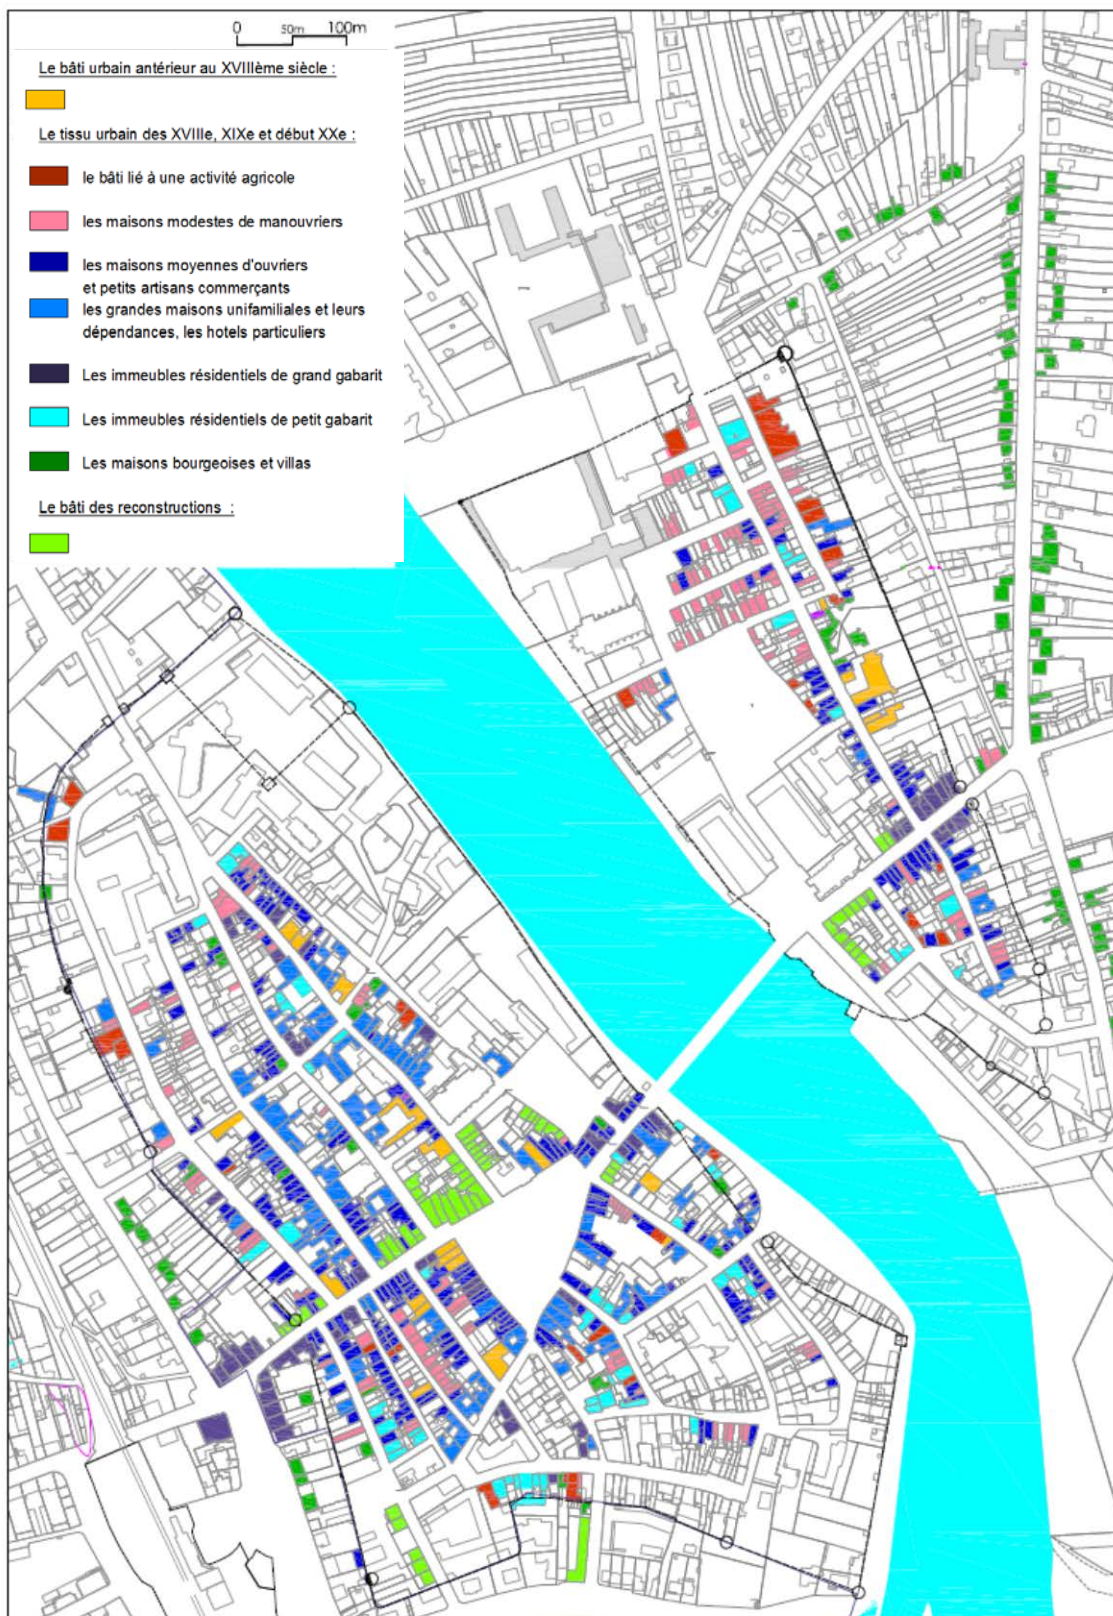 0 50m 100m
Le bâti urbain antérieur au XVIIIème siècle :
Le tissu urbain des XVIIIe, XIXe et début XXe :
le bâti lié à une activité agricole
les maisons modestes de manouvriers
les maisons moyennes d'ouvriers
et petits artisans commerçants
les grandes maisons unifamiliales et leurs
dépendances, les hotels particuliers
Les immeubles résidentiels de grand gabarit
Les immeubles résidentiels de petit gabarit
Les maisons bourgeoises et villas
Le bâti des reconstructions :